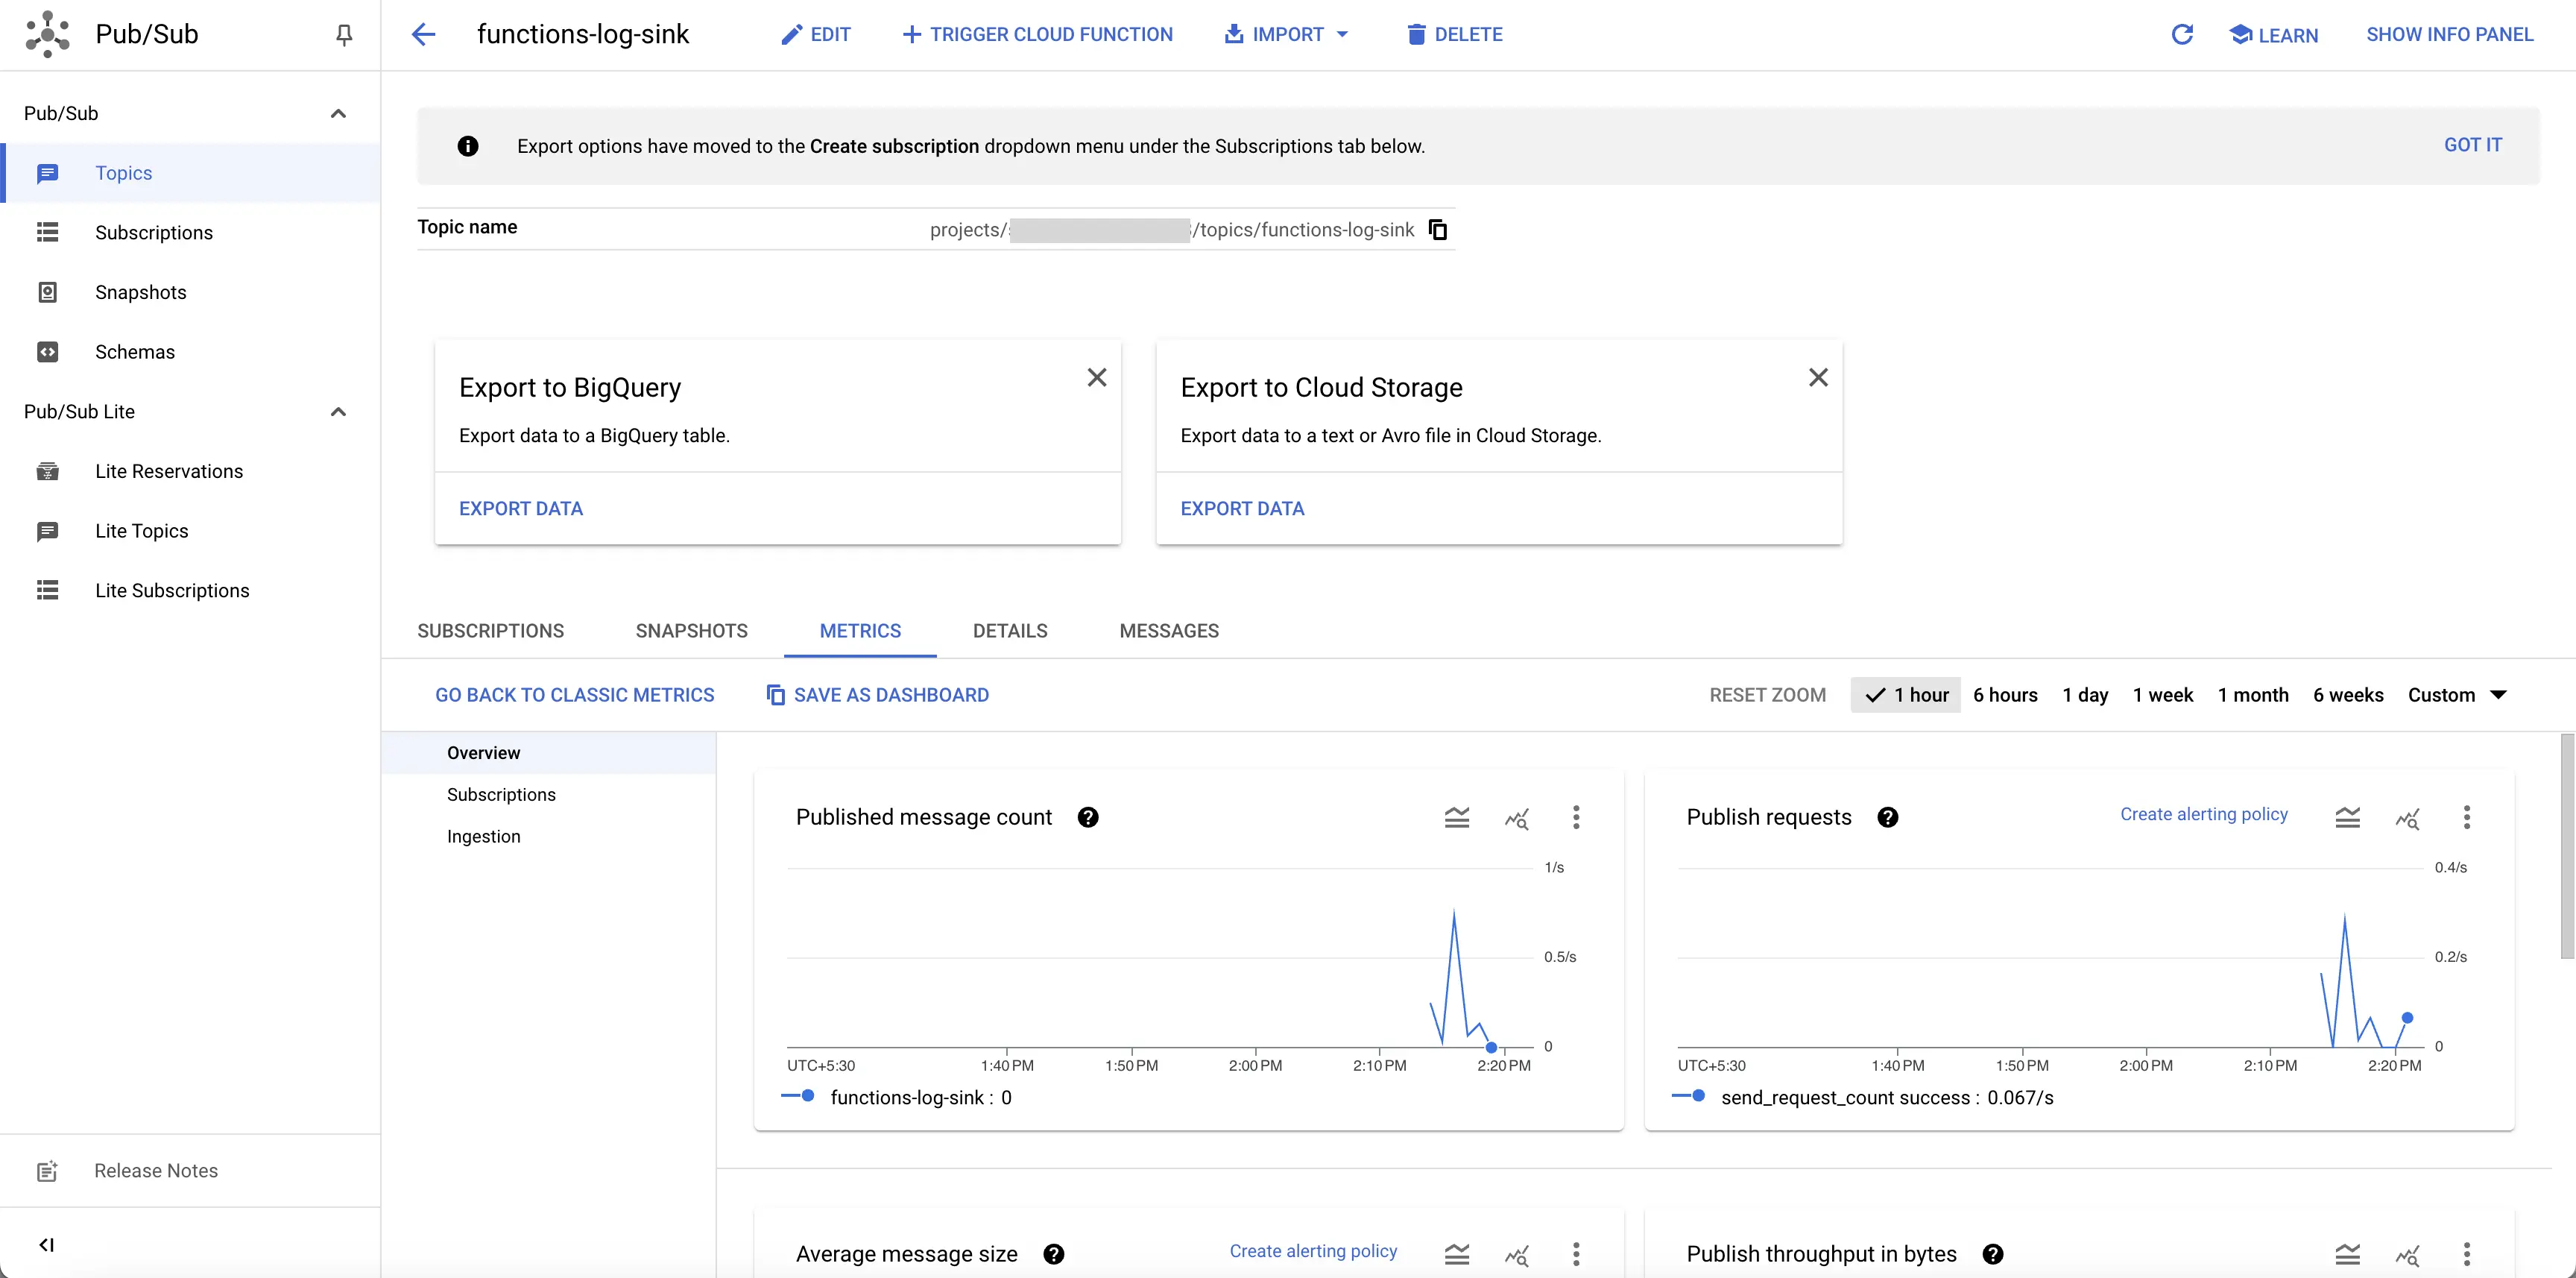 Pub/Sub
functions-log-sink
EDIT
TRIGGER CLOUD FUNCTION
IMPORT
DELETE
LEARN
SHOW INFO PANEL
Pub/Sub
Topics
Subscriptions
Snapshots
Schemas
Pub/Sub Lite
Lite Reservations
Lite Topics
Lite Subscriptions
Release Notes
Export options have moved to the Create subscription dropdown menu under the Subscriptions tab below.
GOT IT
Topic name
projects/ /topics/functions-log-sink
Export to BigQuery
Export data to a BigQuery table.
EXPORT DATA
Export to Cloud Storage
Export data to a text or Avro file in Cloud Storage.
EXPORT DATA
SUBSCRIPTIONS
SNAPSHOTS
METRICS
DETAILS
MESSAGES
GO BACK TO CLASSIC METRICS
SAVE AS DASHBOARD
RESET ZOOM
1 hour
6 hours
1 day
1 week
1 month
6 weeks
Custom
Overview
Subscriptions
Ingestion
Published message count
1/s
0.5/s
0
UTC+5:30
1:40 PM
1:50 PM
2:00 PM
2:10 PM
2:20 PM
functions-log-sink : 0
Publish requests
Create alerting policy
0.4/s
0.2/s
0
UTC+5:30
1:40 PM
1:50 PM
2:00 PM
2:10 PM
2:20 PM
send_request_count success : 0.067/s
Average message size
Create alerting policy
Publish throughput in bytes